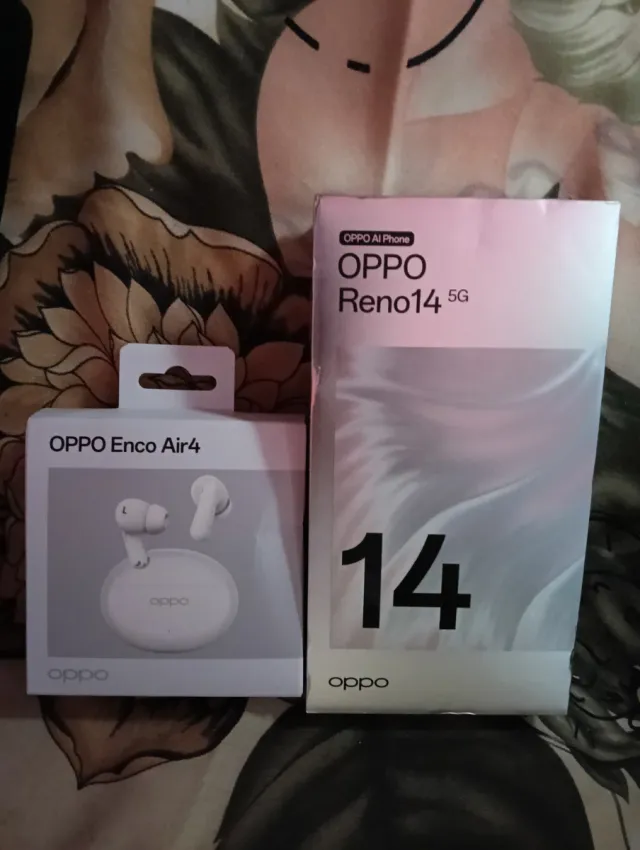 OPPO Enco Air4
L
oppo
oppo
OPPO AI Phone
OPPO
Reno14 5G
14
oppo